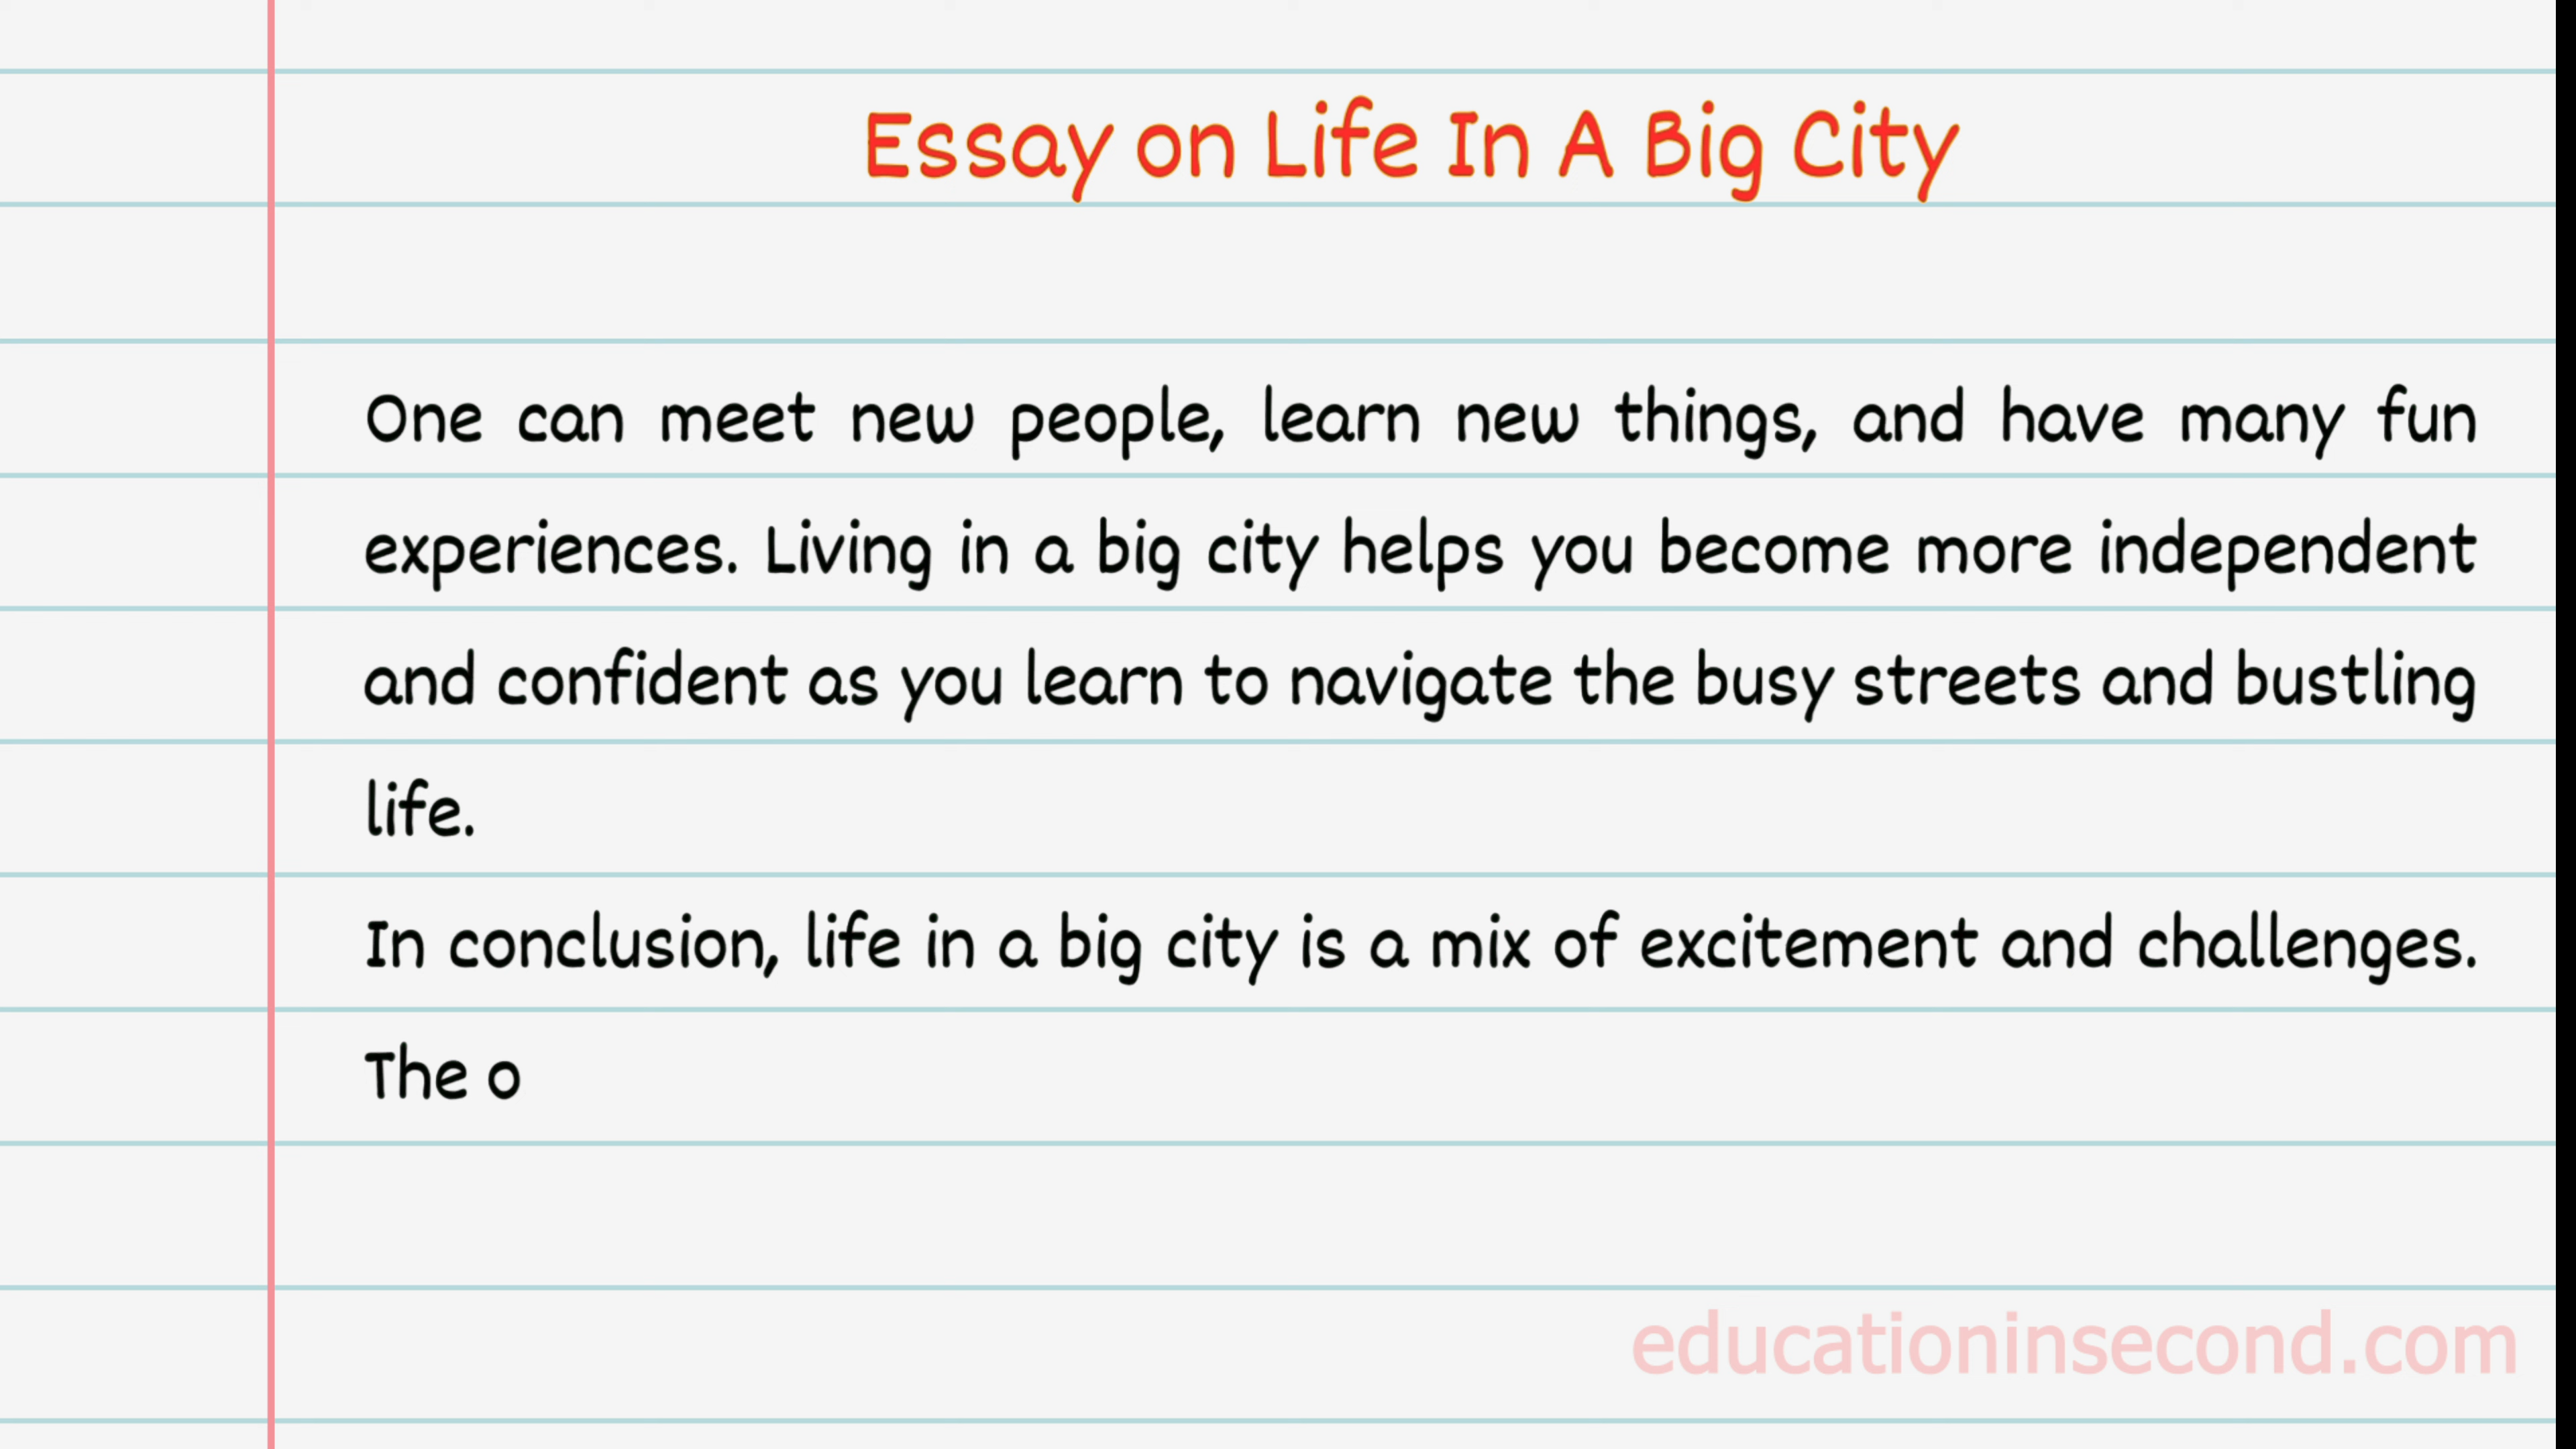 Essay on Life In A Big City
One can meet new people, learn new things, and have many fun
experiences. Living in a big city helps you become more independent
and confident as you learn to navigate the busy streets and bustling
life.
In conclusion, life in a big city is a mix of excitement and challenges.
The o
educationinsecond.com